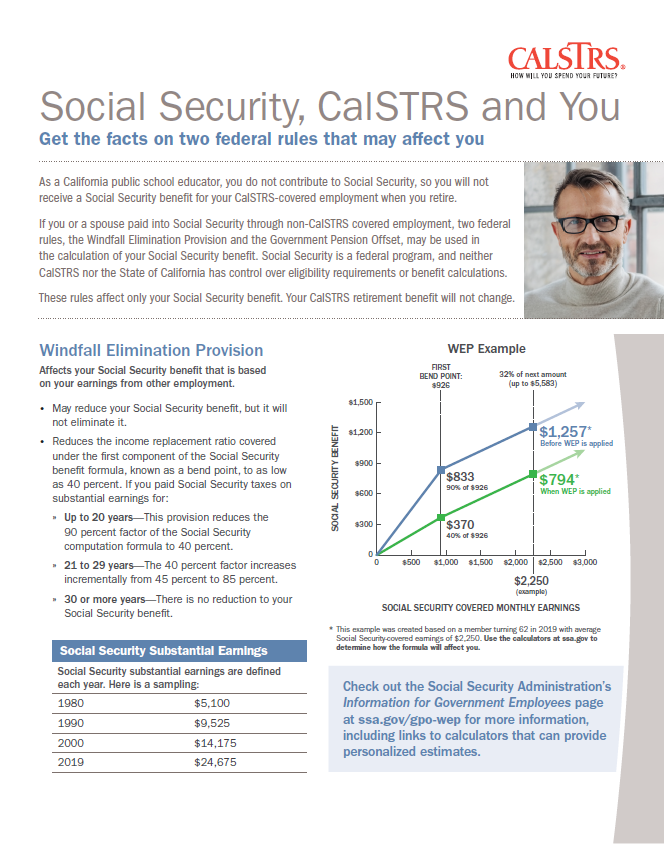 CALSTRS®
HOW WILL YOU SPEND YOUR FUTURE?
Social Security, CalSTRS and You
Get the facts on two federal rules that may affect you
As a California public school educator, you do not contribute to Social Security, so you will not
receive a Social Security benefit for your CalSTRS-covered employment when you retire.
If you or a spouse paid into Social Security through non-CalSTRS covered employment, two federal
rules, the Windfall Elimination Provision and the Government Pension Offset, may be used in
the calculation of your Social Security benefit. Social Security is a federal program, and neither
CalSTRS nor the State of California has control over eligibility requirements or benefit calculations.
These rules affect only your Social Security benefit. Your CalSTRS retirement benefit will not change.
Windfall Elimination Provision
Affects your Social Security benefit that is based
on your earnings from other employment.
• May reduce your Social Security benefit, but it will
not eliminate it.
• Reduces the income replacement ratio covered
under the first component of the Social Security
benefit formula, known as a bend point, to as low
as 40 percent. If you paid Social Security taxes on
substantial earnings for:
» Up to 20 years—This provision reduces the
90 percent factor of the Social Security
computation formula to 40 percent.
» 21 to 29 years—The 40 percent factor increases
incrementally from 45 percent to 85 percent.
» 30 or more years—There is no reduction to your
Social Security benefit.
Social Security Substantial Earnings
Social Security substantial earnings are defined
each year. Here is a sampling:
1980 $5,100
1990 $9,525
2000 $14,175
2019 $24,675
WEP Example
FIRST
BEND POINT:
$926
32% of next amount
(up to $5,583)
SOCIAL SECURITY BENEFIT
$1,500
$1,200
$900
$600
$300
0
$1,257*
Before WEP is applied
$833
90% of $926
$794*
When WEP is applied
$370
40% of $926
0 $500 $1,000 $1,500 $2,000 $2,500 $3,000
$2,250
(example)
SOCIAL SECURITY COVERED MONTHLY EARNINGS
* This example was created based on a member turning 62 in 2019 with average
Social Security-covered earnings of $2,250. Use the calculators at ssa.gov to
determine how the formula will affect you.
Check out the Social Security Administration's
Information for Government Employees page
at ssa.gov/gpo-wep for more information,
including links to calculators that can provide
personalized estimates.